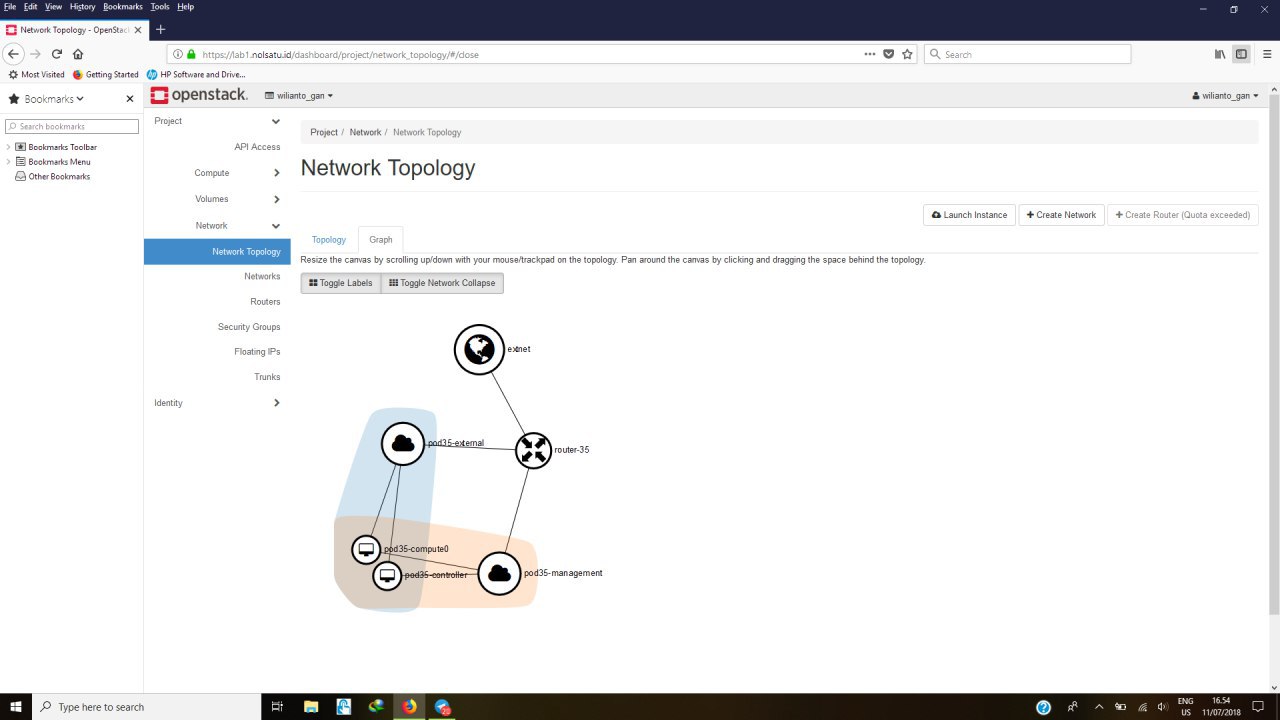 File Edit View History Bookmarks Tools Help
Network Topology - OpenStac
https://lab1.nolsatu.id/dashboard/project/network_topology/#/close
Search
Most Visited Getting Started HP Software and Drive...
Bookmarks
Search bookmarks
Bookmarks Toolbar
Bookmarks Menu
Other Bookmarks
openstack. wilianto_gan
wilianto_gan
Project
API Access
Compute
Volumes
Network
Network Topology
Networks
Routers
Security Groups
Floating IPs
Trunks
Identity
Project / Network / Network Topology
Network Topology
Launch Instance + Create Network + Create Router (Quota exceeded)
Topology Graph
Resize the canvas by scrolling up/down with your mouse/trackpad on the topology. Pan around the canvas by clicking and dragging the space behind the topology.
Toggle Labels Toggle Network Collapse
extnet
pod35-external
router-35
pod35-compute0
pod35-controller
pod35-management
Type here to search
ENG
US
16.54
11/07/2018